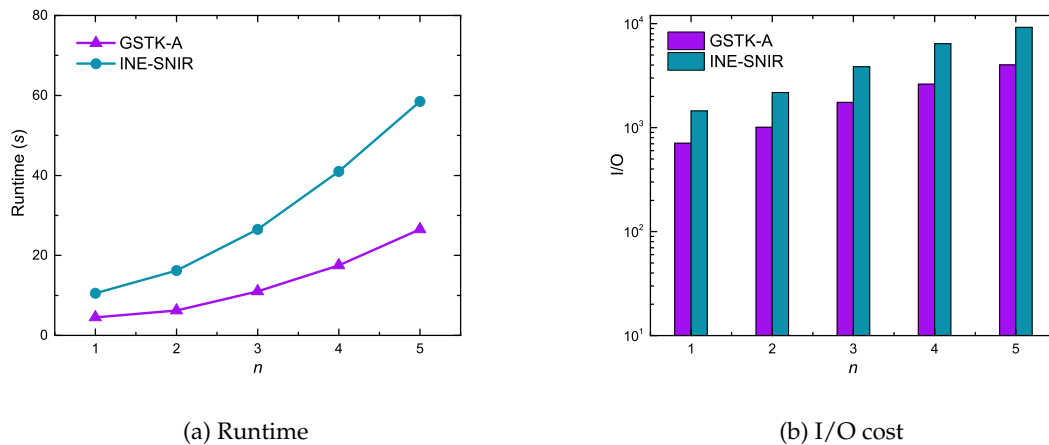 80
60
40
20
0
Runtime (s)
GSTK-A
INE-SNIR
1 2 3 4 5
n
(a) Runtime
10^4
10^3
10^2
10^1
I/O
GSTK-A
INE-SNIR
1 2 3 4 5
n
(b) I/O cost